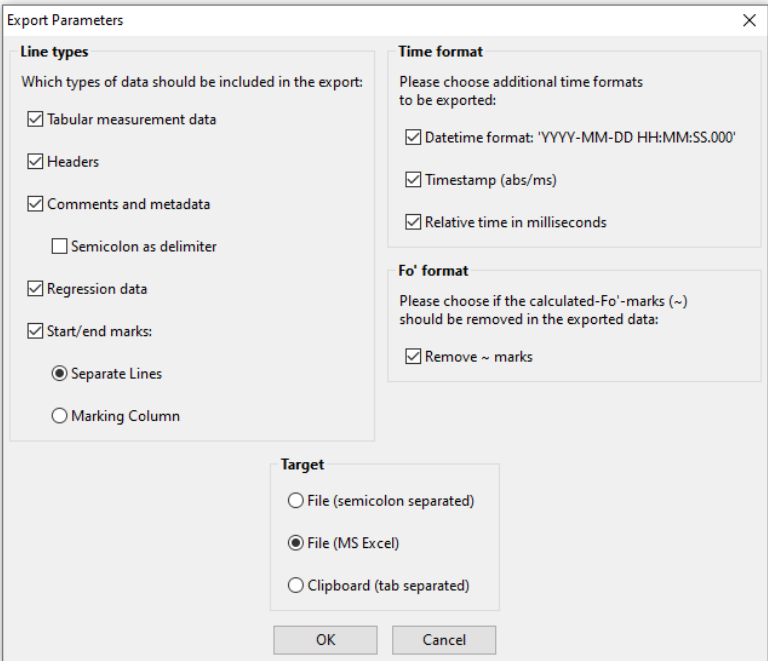 Export Parameters
Line types
Which types of data should be included in the export:
Tabular measurement data
Headers
Comments and metadata
Semicolon as delimiter
Regression data
Start/end marks:
Separate Lines
Marking Column
Time format
Please choose additional time formats
to be exported:
Datetime format: 'YYYY-MM-DD HH:MM:SS.000'
Timestamp (abs/ms)
Relative time in milliseconds
Fo' format
Please choose if the calculated-Fo'-marks (~)
should be removed in the exported data:
Remove ~ marks
Target
File (semicolon separated)
File (MS Excel)
Clipboard (tab separated)
OK
Cancel